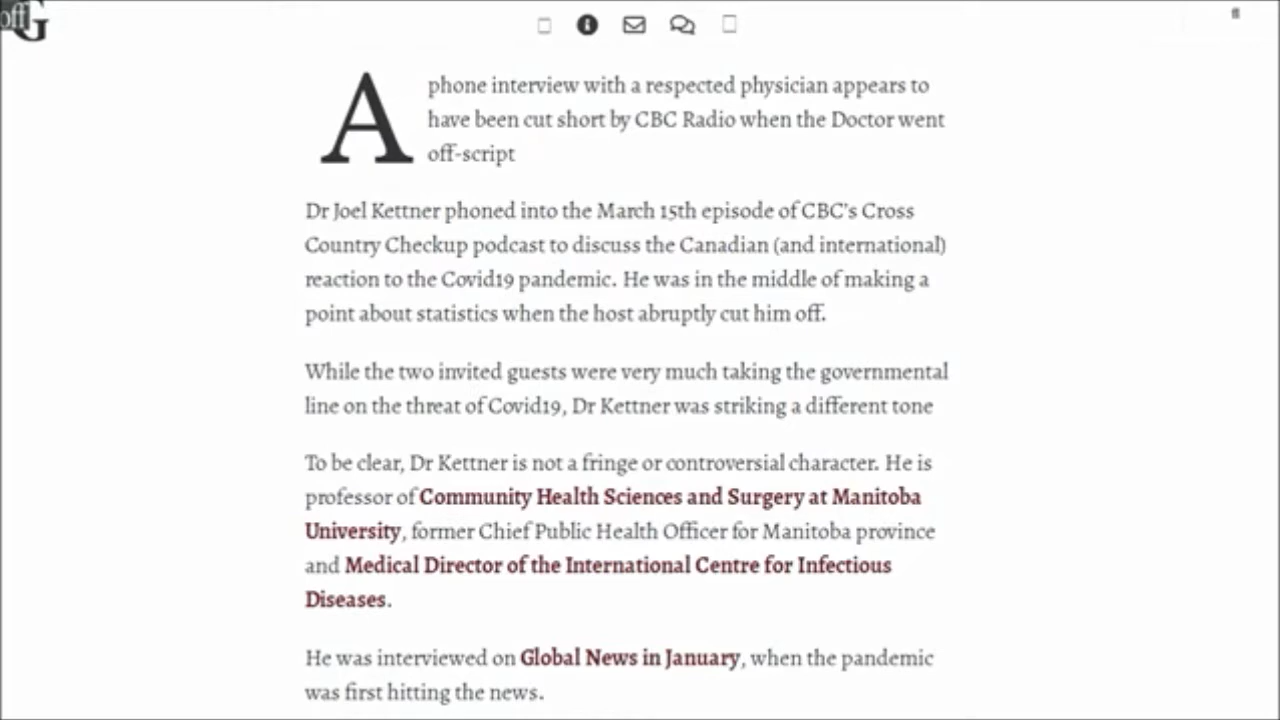 off
G
A phone interview with a respected physician appears to
have been cut short by CBC Radio when the Doctor went
off-script
Dr Joel Kettner phoned into the March 15th episode of CBC's Cross
Country Checkup podcast to discuss the Canadian (and international)
reaction to the Covid19 pandemic. He was in the middle of making a
point about statistics when the host abruptly cut him off.
While the two invited guests were very much taking the governmental
line on the threat of Covid19, Dr Kettner was striking a different tone
To be clear, Dr Kettner is not a fringe or controversial character. He is
professor of Community Health Sciences and Surgery at Manitoba
University, former Chief Public Health Officer for Manitoba province
and Medical Director of the International Centre for Infectious
Diseases.
He was interviewed on Global News in January, when the pandemic
was first hitting the news.